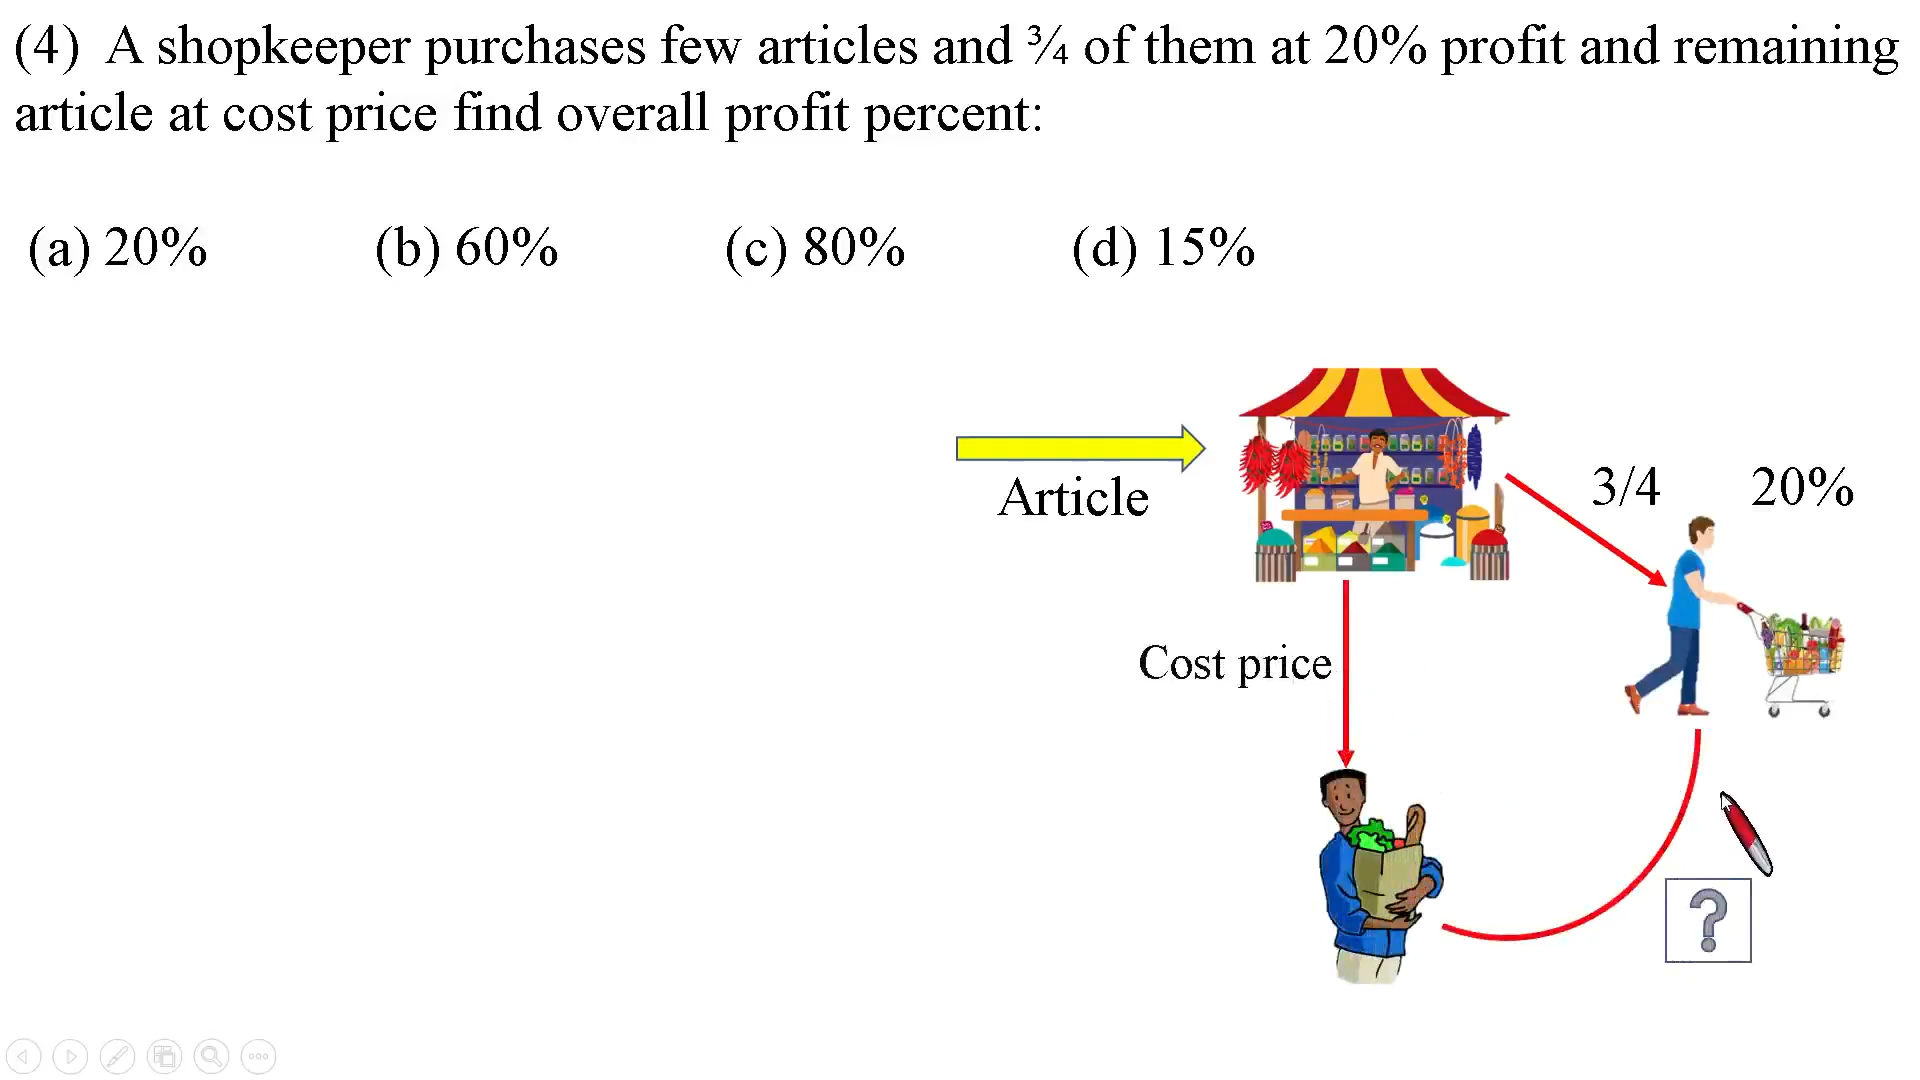 (4) A shopkeeper purchases few articles and ¾ of them at 20% profit and remaining
article at cost price find overall profit percent:
(a) 20% (b) 60% (c) 80% (d) 15%
Article
3/4 20%
Cost price
?